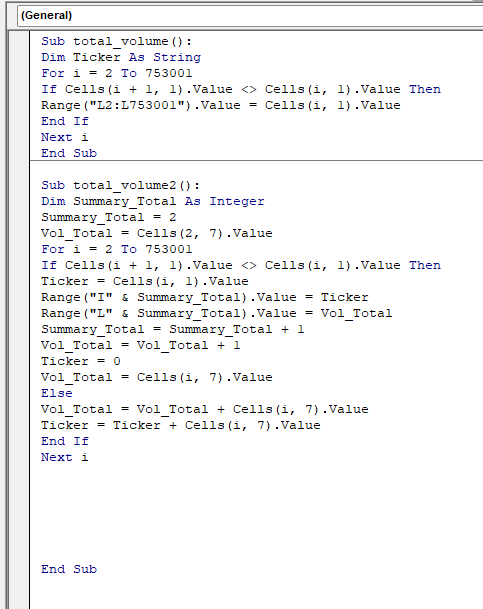 (General)
Sub total_volume():
Dim Ticker As String
For i = 2 To 753001
If Cells(i + 1, 1).Value <> Cells(i, 1).Value Then
Range("L2:L753001").Value = Cells(i, 1).Value
End If
Next i
End Sub
Sub total_volume2():
Dim Summary_Total As Integer
Summary_Total = 2
Vol_Total = Cells(2, 7).Value
For i = 2 To 753001
If Cells(i + 1, 1).Value <> Cells(i, 1).Value Then
Ticker = Cells(i, 1).Value
Range("I" & Summary_Total).Value = Ticker
Range("L" & Summary_Total).Value = Vol_Total
Summary_Total = Summary_Total + 1
Vol_Total = Vol_Total + 1
Ticker = 0
Vol_Total = Cells(i, 7).Value
Else
Vol_Total = Vol_Total + Cells(i, 7).Value
Ticker = Ticker + Cells(i, 7).Value
End If
Next i
End Sub